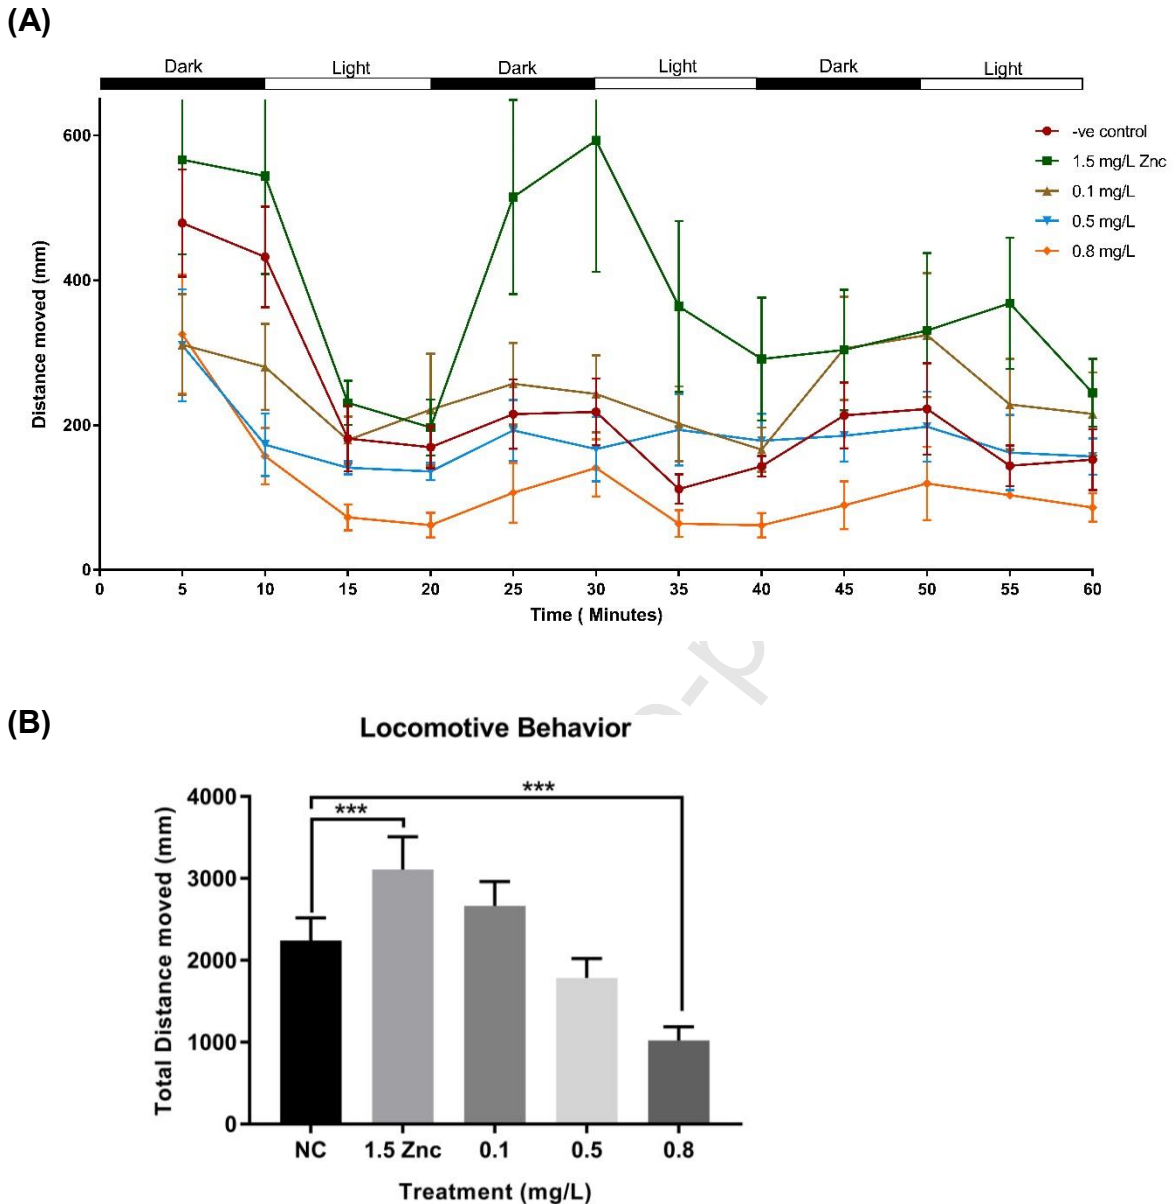 (A)
Dark Light Dark Light Dark Light
600
400
200
0
Distance moved (mm)
-ve control
1.5 mg/L Znc
0.1 mg/L
0.5 mg/L
0.8 mg/L
0 5 10 15 20 25 30 35 40 45 50 55 60
Time ( Minutes)
(B)
Locomotive Behavior
***
***
4000
3000
2000
1000
0
Total Distance moved (mm)
NC 1.5 Znc 0.1 0.5 0.8
Treatment (mg/L)